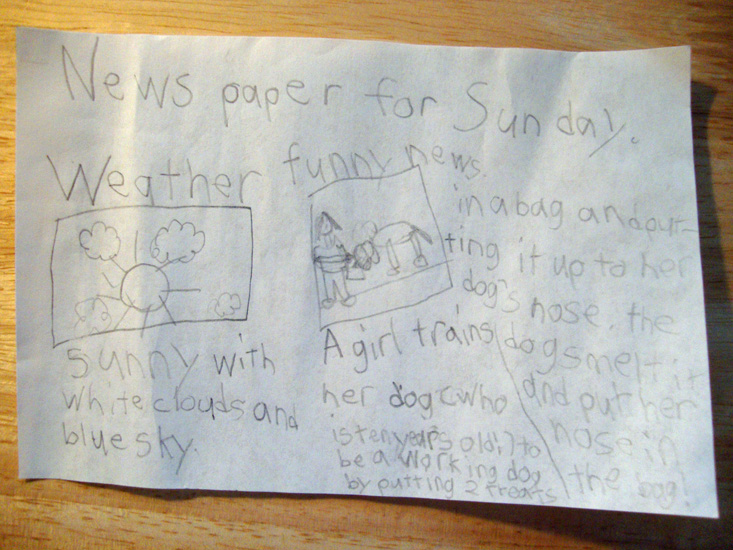 News paper for Sunday.
Weather
sunny with
white clouds and
blue sky.
funny news.
A girl trains
her dog (who
is ten years old;) to
be a working dog
by putting 2 treats
in a bag and put-
ting it up to her
dog's nose. the
dog smelt it
and put her
nose in
the bag!